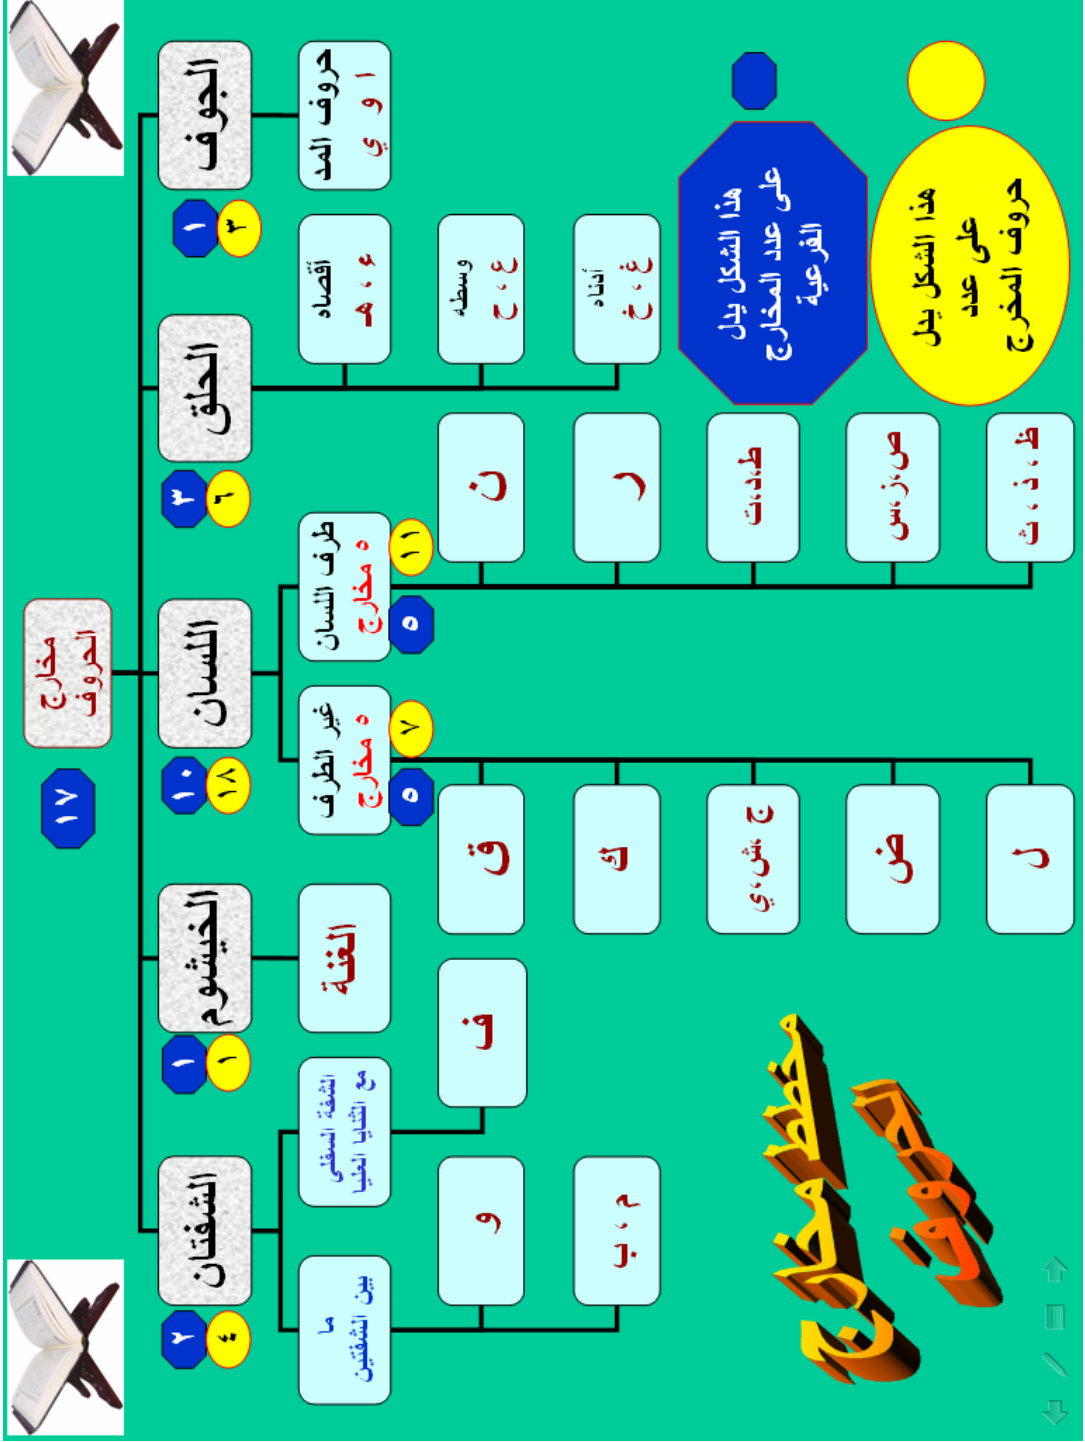 مخارج
الحروف
١٧
الجوف
١
٣
حروف المد
ا و ي
الحلق
٣
٦
أقصاه
ء ، هـ
وسطه
ع ، ح
أدناه
غ ، خ
اللسان
١٠
١٨
طرف اللسان
٥ مخارج
٥
١١
ن
ر
ط،د،ت
ص،ز،س
ظ ، ذ ، ث
غير الطرف
٥ مخارج
٥
٧
ق
ك
ج ،ش،ي
ض
ل
الخيشوم
١
١
الغنة
الشفتان
٢
٤
الشفة السفلى
مع الثنايا العليا
ف
ما
بين الشفتين
و
م ، ب
هذا الشكل يدل
على عدد المخارج
الفرعية
هذا الشكل يدل
على عدد
حروف المخرج
مخطط مخارج
الحروف